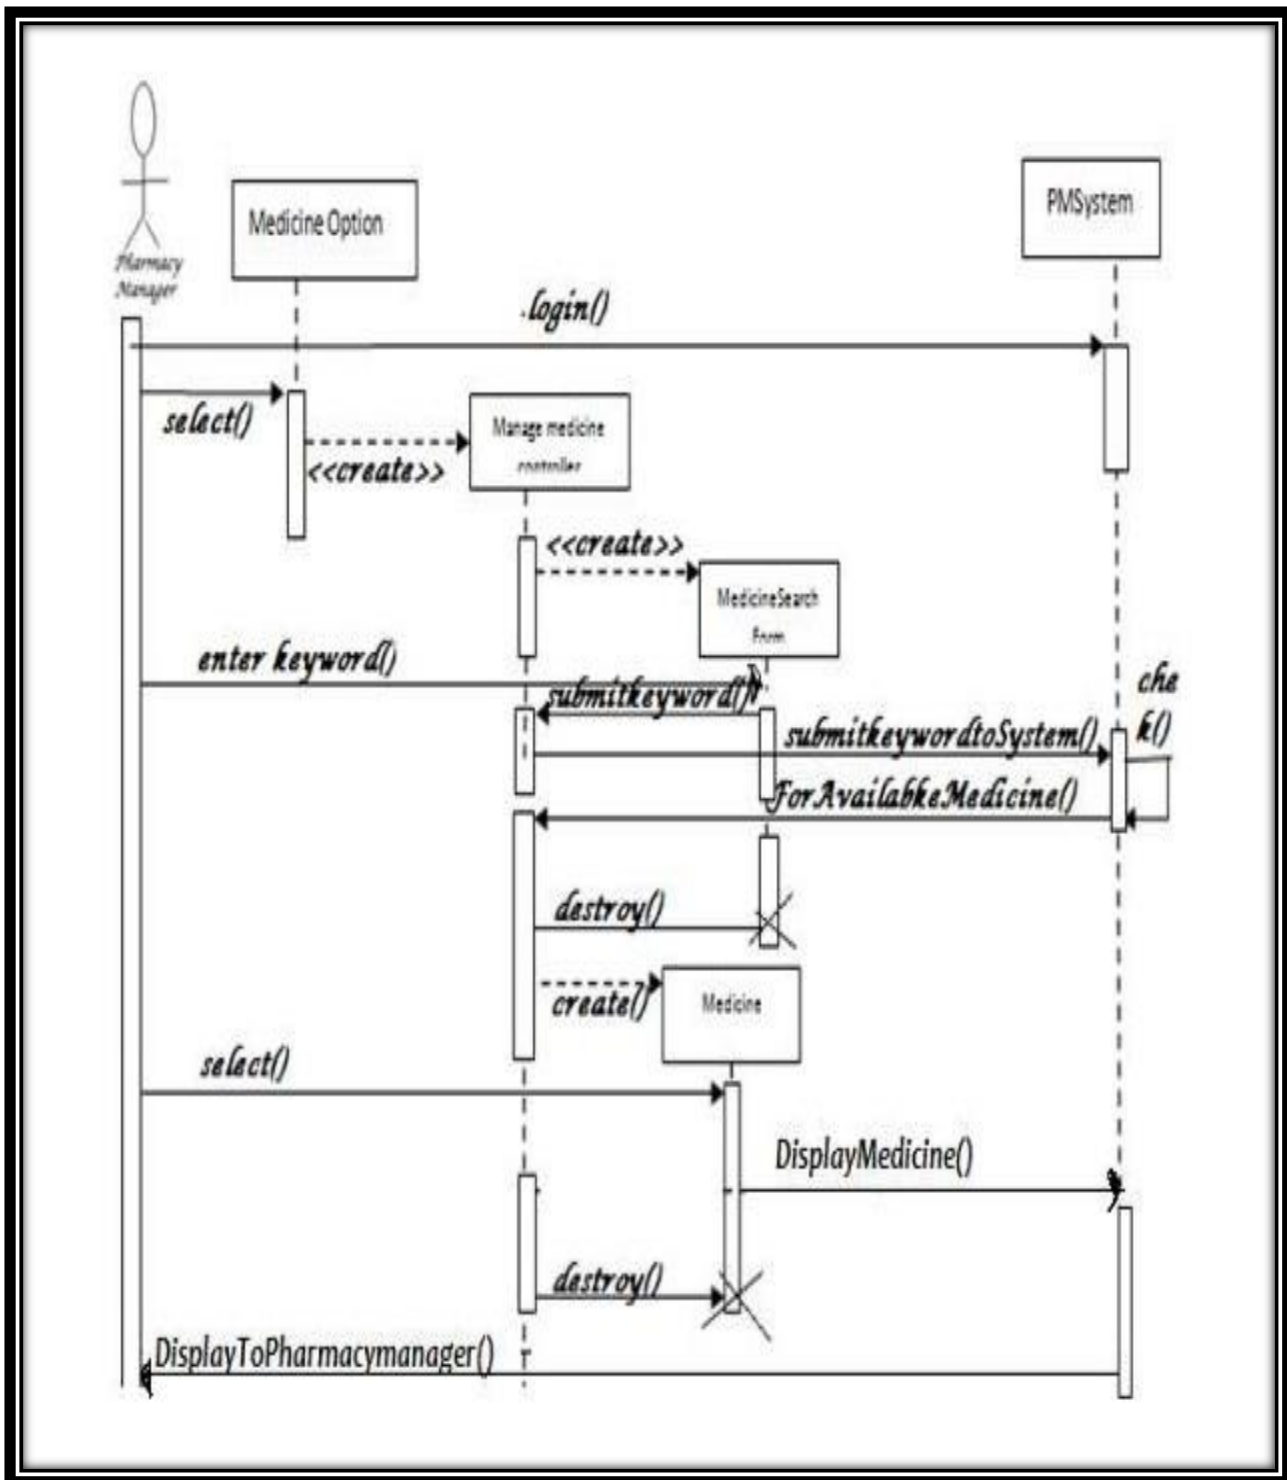 Pharmacy
Manager
Medicine Option
PMSystem
.login()
select()
Manage medicine
controller
<<create>>
<<create>>
MedicineSearch
Form
enter keyword()
che
k()
submitkeyword()
submitkeywordtoSystem()
ForAvailabkeMedicine()
destroy()
create()
Medicine
select()
DisplayMedicine()
destroy()
DisplayToPharmacymanager()